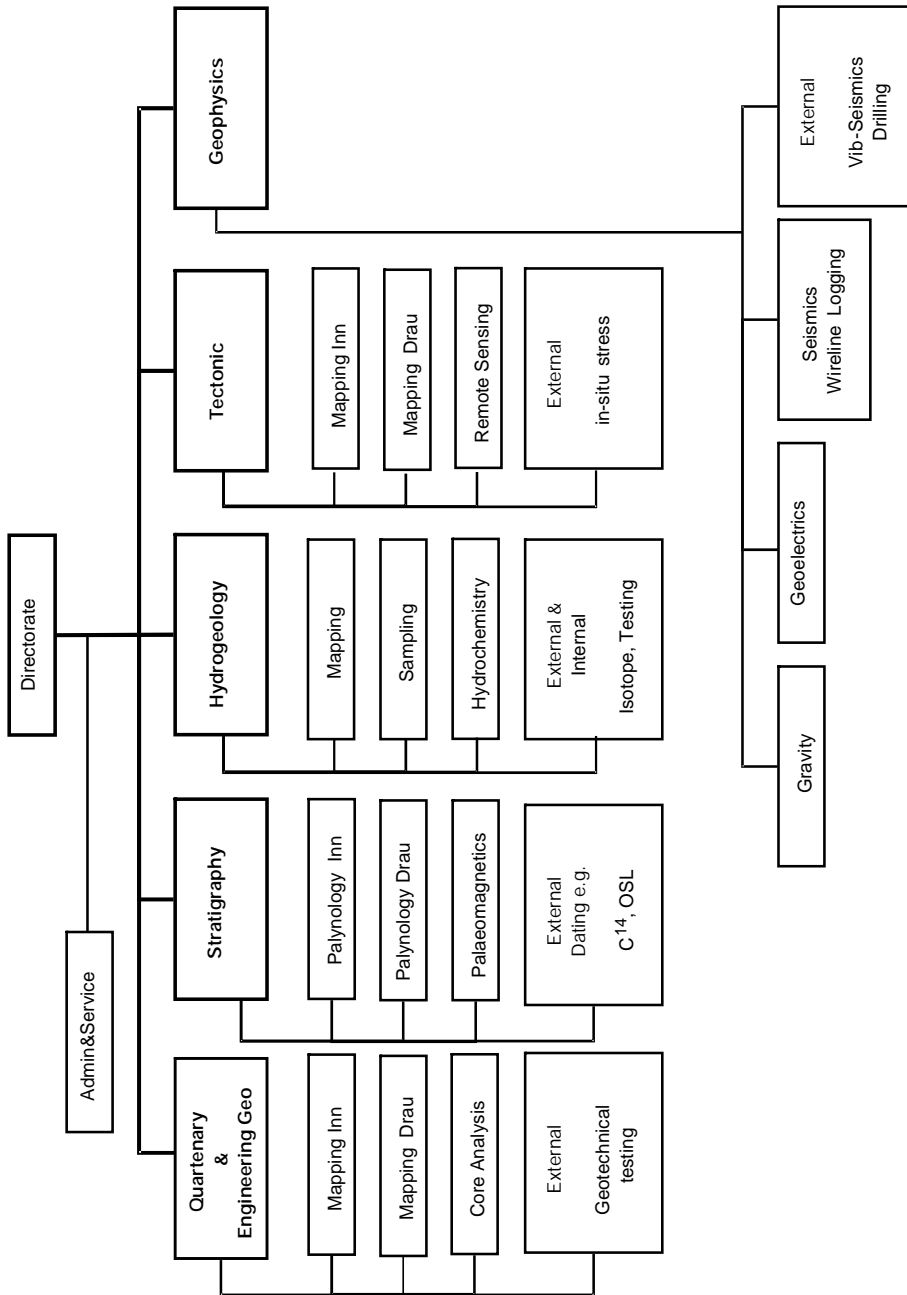 Directorate
Admin&Service
Quartenary
&
Engineering Geo
Mapping Inn
Mapping Drau
Core Analysis
External
Geotechnical
testing
Stratigraphy
Palynology Inn
Palynology Drau
Palaeomagnetics
External
Dating e.g.
C¹⁴, OSL
Hydrogeology
Mapping
Sampling
Hydrochemistry
External &
Internal
Isotope, Testing
Tectonic
Mapping Inn
Mapping Drau
Remote Sensing
External
in-situ stress
Geophysics
Gravity
Geoelectrics
Seismics
Wireline Logging
External
Vib-Seismics
Drilling